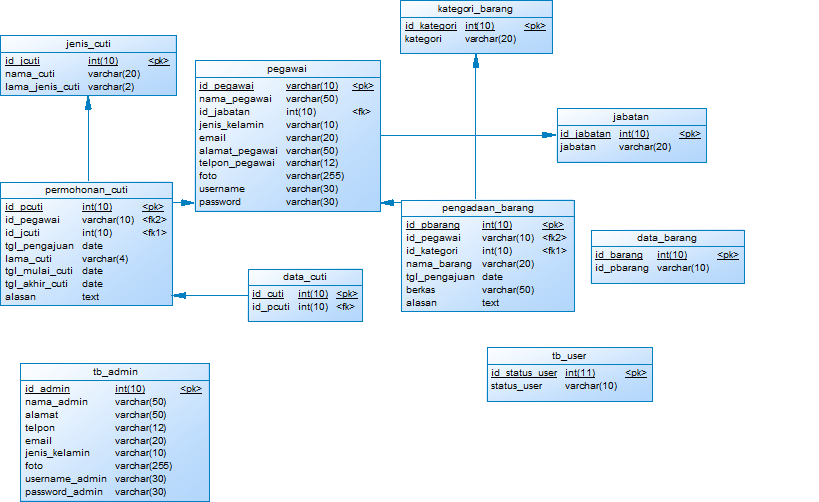 kategori_barang
id_kategori int(10) <pk>
kategori varchar(20)
jenis_cuti
id_jcuti int(10) <pk>
nama_cuti varchar(20)
lama_jenis_cuti varchar(2)
pegawai
id_pegawai varchar(10) <pk>
nama_pegawai varchar(50)
id_jabatan int(10) <fk>
jenis_kelamin varchar(10)
email varchar(20)
alamat_pegawai varchar(50)
telpon_pegawai varchar(12)
foto varchar(255)
username varchar(30)
password varchar(30)
jabatan
id_jabatan int(10) <pk>
jabatan varchar(20)
permohonan_cuti
id_pcuti int(10) <pk>
id_pegawai varchar(10) <fk2>
id_jcuti int(10) <fk1>
tgl_pengajuan date
lama_cuti varchar(4)
tgl_mulai_cuti date
tgl_akhir_cuti date
alasan text
pengadaan_barang
id_pbarang int(10) <pk>
id_pegawai varchar(10) <fk2>
id_kategori int(10) <fk1>
nama_barang varchar(20)
tgl_pengajuan date
berkas varchar(50)
alasan text
data_barang
id_barang int(10) <pk>
id_pbarang varchar(10)
data_cuti
id_cuti int(10) <pk>
id_pcuti int(10) <fk>
tb_user
id_status_user int(11) <pk>
status_user varchar(10)
tb_admin
id_admin int(10) <pk>
nama_admin varchar(50)
alamat varchar(50)
telpon varchar(12)
email varchar(20)
jenis_kelamin varchar(10)
foto varchar(255)
username_admin varchar(30)
password_admin varchar(30)